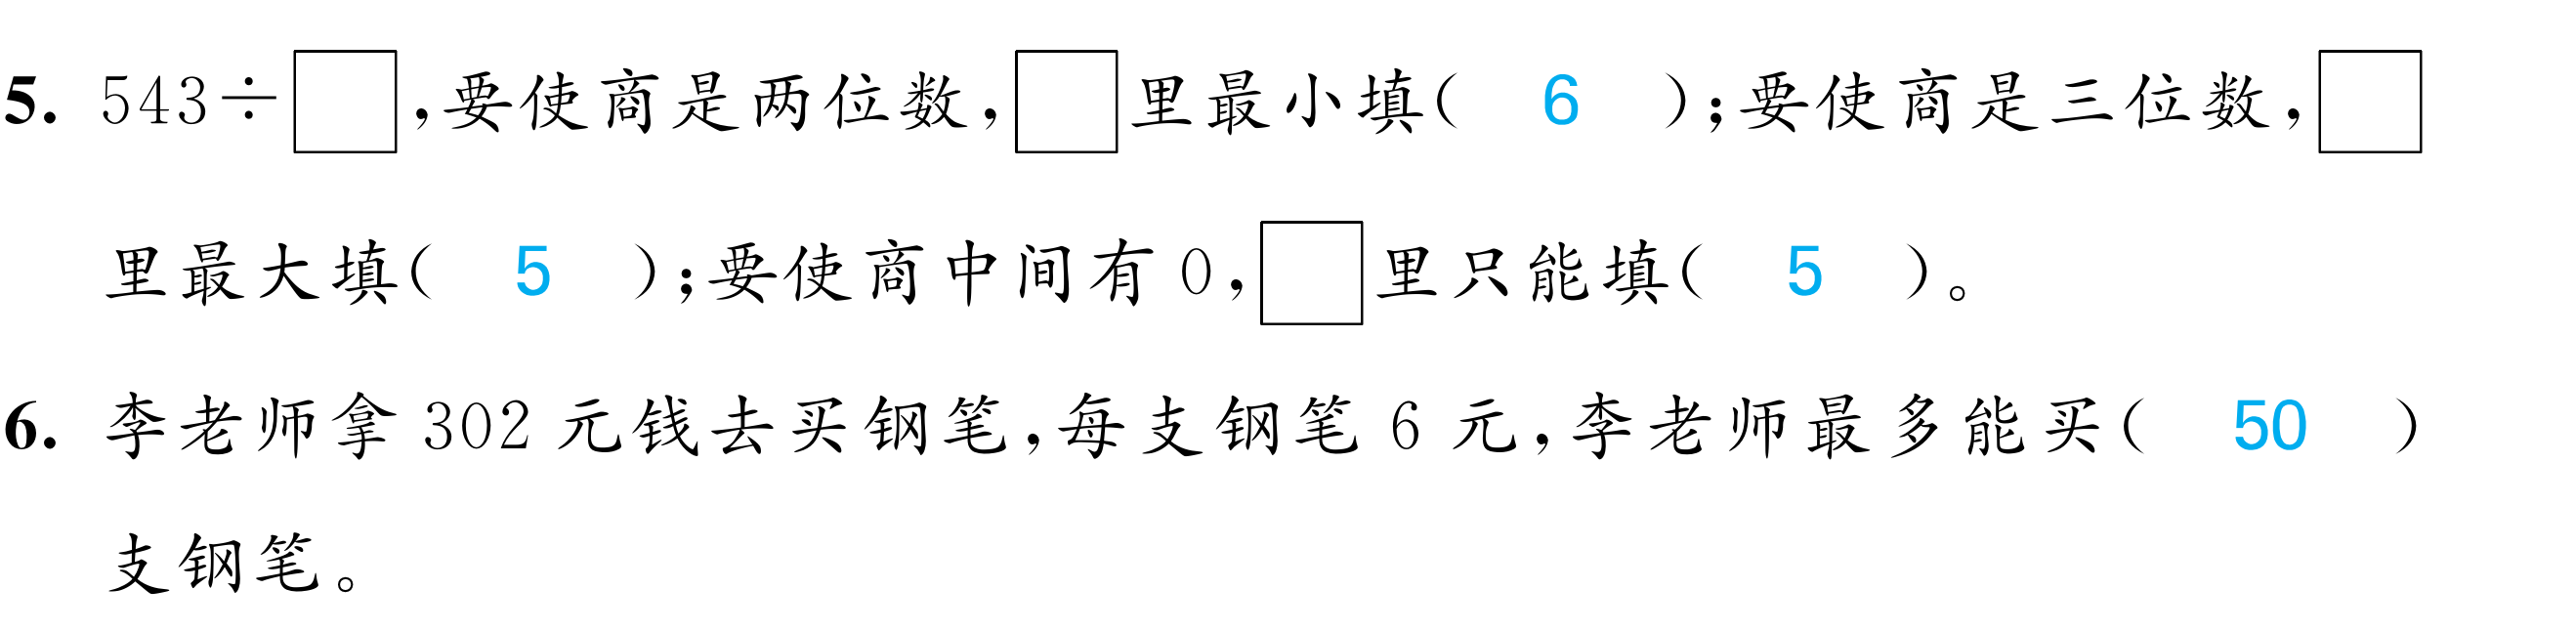 5. 543÷□,要使商是两位数,□里最小填( 6 );要使商是三位数,□
里最大填( 5 );要使商中间有0,□里只能填( 5 )。
6. 李老师拿302元钱去买钢笔,每支钢笔6元,李老师最多能买( 50 )
支钢笔。